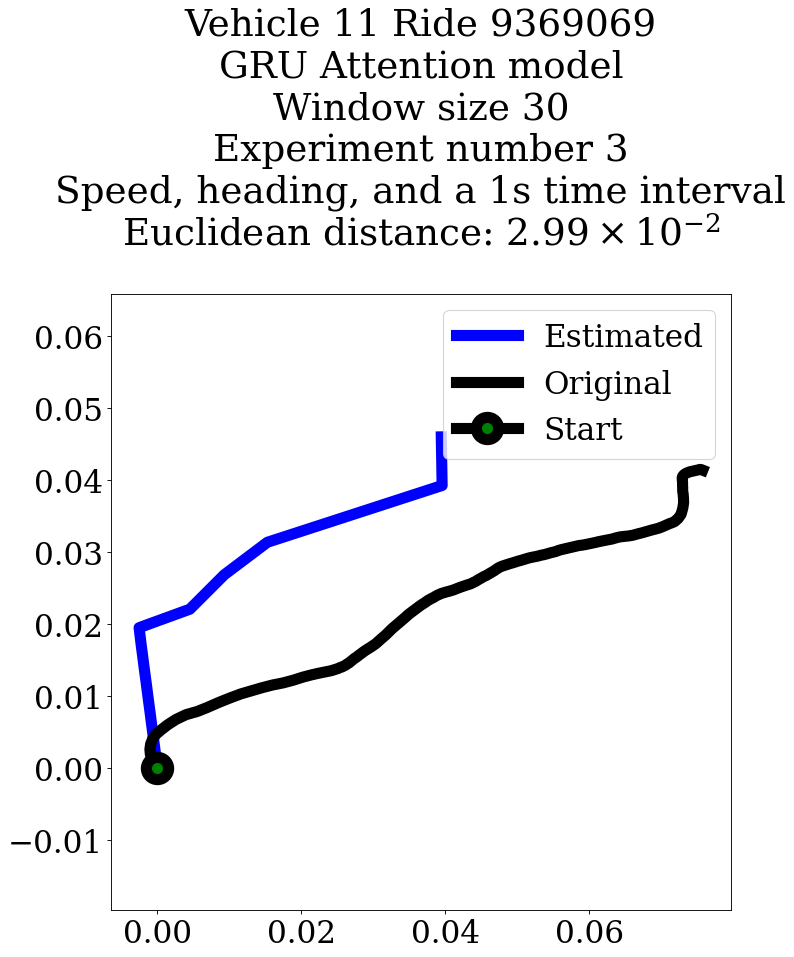 Vehicle 11 Ride 9369069
GRU Attention model
Window size 30
Experiment number 3
Speed, heading, and a 1s time interval
Euclidean distance: 2.99 × 10⁻²
Estimated
Original
Start
0.06
0.05
0.04
0.03
0.02
0.01
0.00
−0.01
0.00 0.02 0.04 0.06